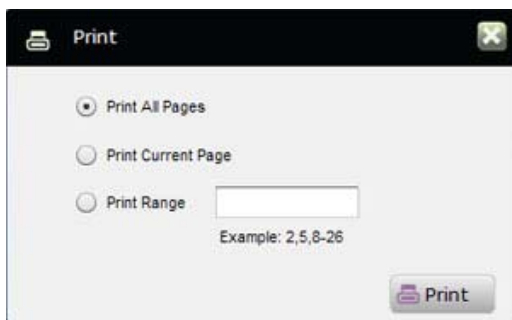 Print
Print All Pages
Print Current Page
Print Range
Example: 2,5,8-26
Print